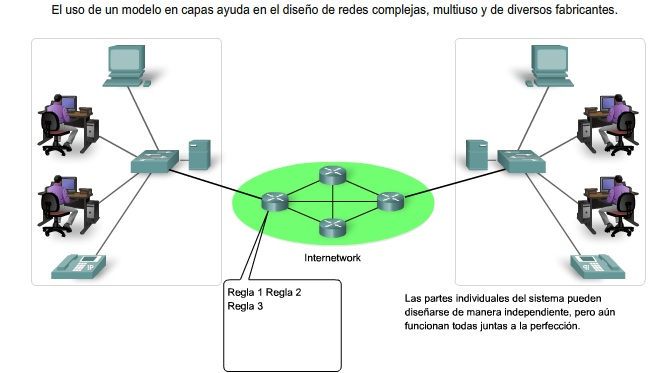 El uso de un modelo en capas ayuda en el diseño de redes complejas, multiuso y de diversos fabricantes.
Internetwork
Regla 1 Regla 2
Regla 3
Las partes individuales del sistema pueden
diseñarse de manera independiente, pero aún
funcionan todas juntas a la perfección.